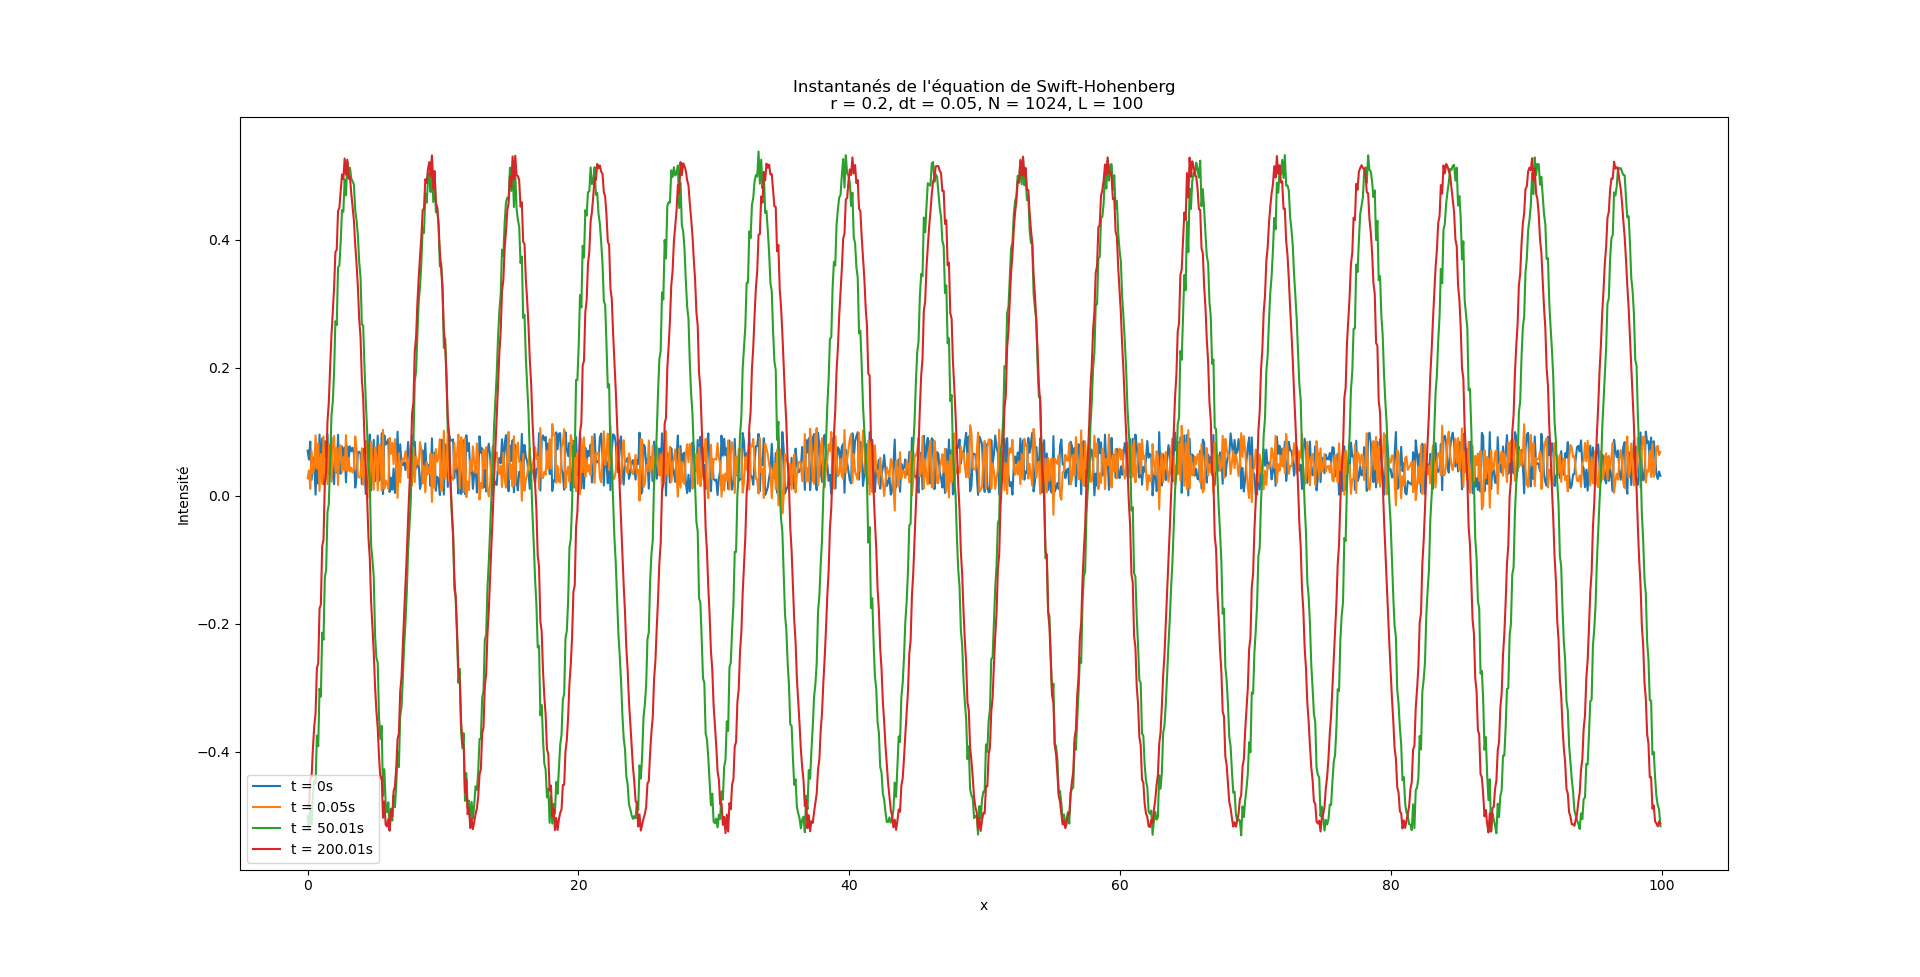 Instantanés de l'équation de Swift-Hohenberg
r = 0.2, dt = 0.05, N = 1024, L = 100
Intensité
0.4
0.2
0.0
−0.2
−0.4
t = 0s
t = 0.05s
t = 50.01s
t = 200.01s
0 20 40 60 80 100
x